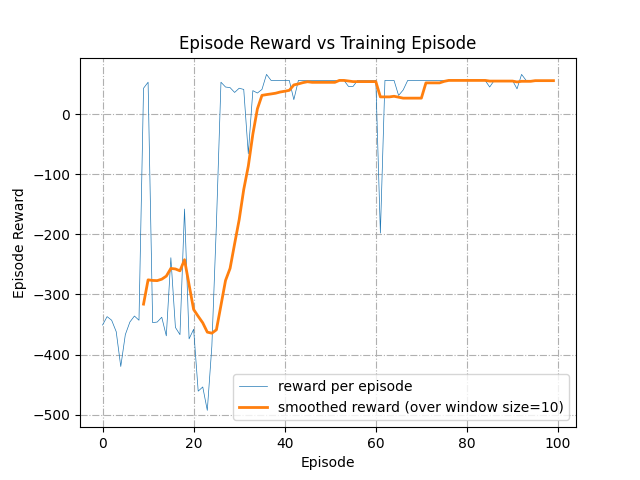 Episode Reward vs Training Episode
Episode Reward
0
−100
−200
−300
−400
−500
reward per episode
smoothed reward (over window size=10)
0 20 40 60 80 100
Episode